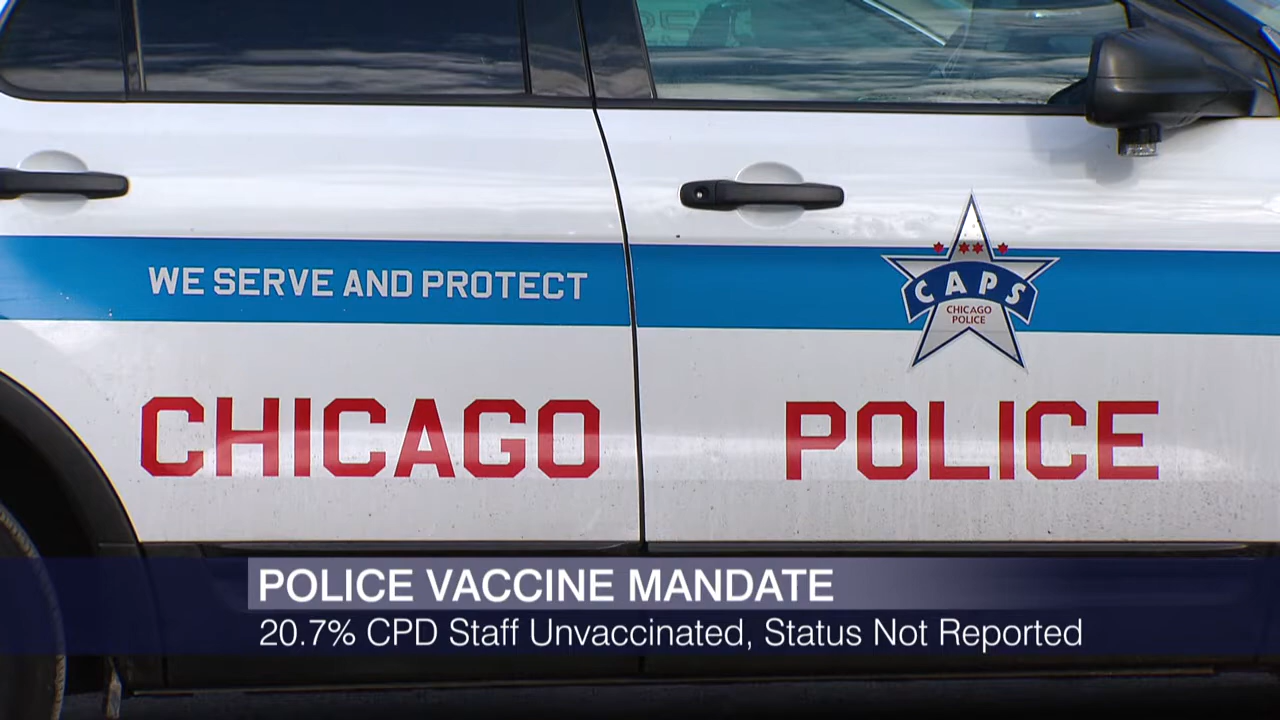 WE SERVE AND PROTECT
CAPS
CHICAGO
POLICE
CHICAGO POLICE
POLICE VACCINE MANDATE
20.7% CPD Staff Unvaccinated, Status Not Reported